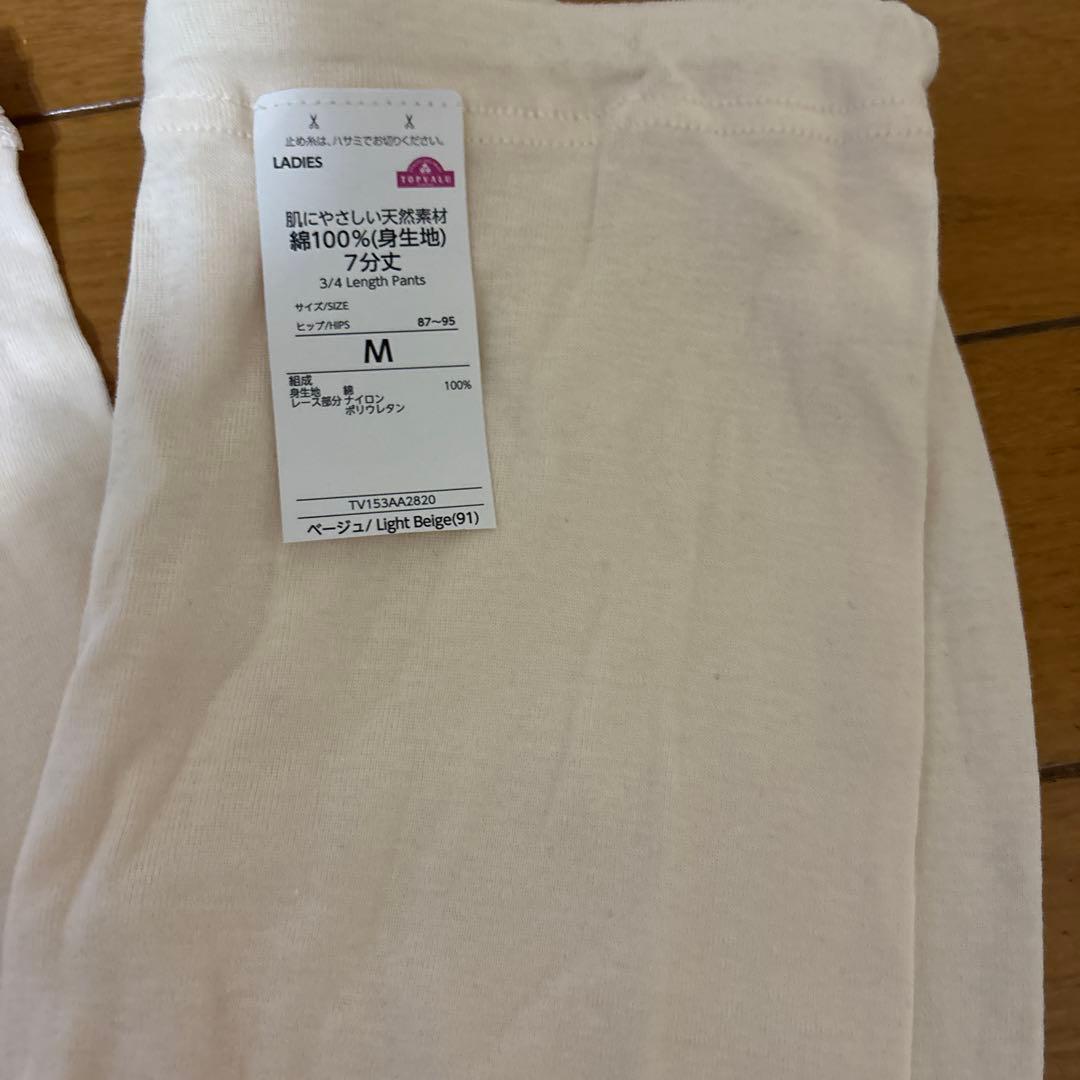 止め糸は、ハサミでお切りください。
LADIES
TOPVALU
肌にやさしい天然素材
綿100%(身生地)
7分丈
3/4 Length Pants
サイズ/SIZE
ヒップ/HIPS 87〜95
M
組成
身生地 綿 100%
レース部分 ナイロン
ポリウレタン
TV153AA2820
ベージュ/ Light Beige(91)